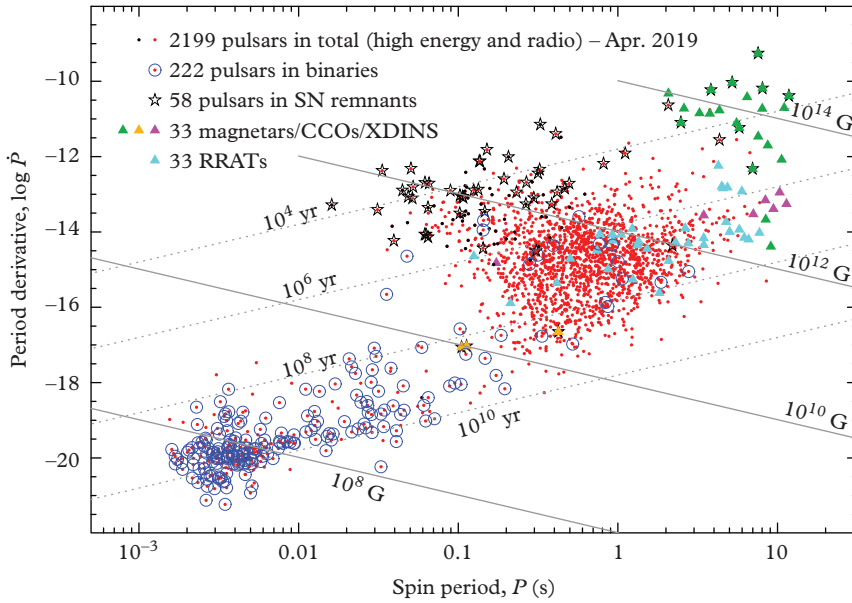 2199 pulsars in total (high energy and radio) – Apr. 2019
222 pulsars in binaries
58 pulsars in SN remnants
33 magnetars/CCOs/XDINS
33 RRATs
−10
−12
−14
−16
−18
−20
Period derivative, log Ṗ
10¹⁴ G
10¹² G
10¹⁰ G
10⁸ G
10⁴ yr
10⁶ yr
10⁸ yr
10¹⁰ yr
10⁻³
0.01
0.1
1
10
Spin period, P (s)